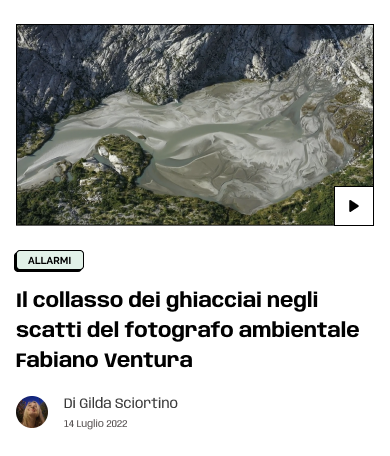 ALLARMI
Il collasso dei ghiacciai negli
scatti del fotografo ambientale
Fabiano Ventura
Di Gilda Sciortino
14 Luglio 2022